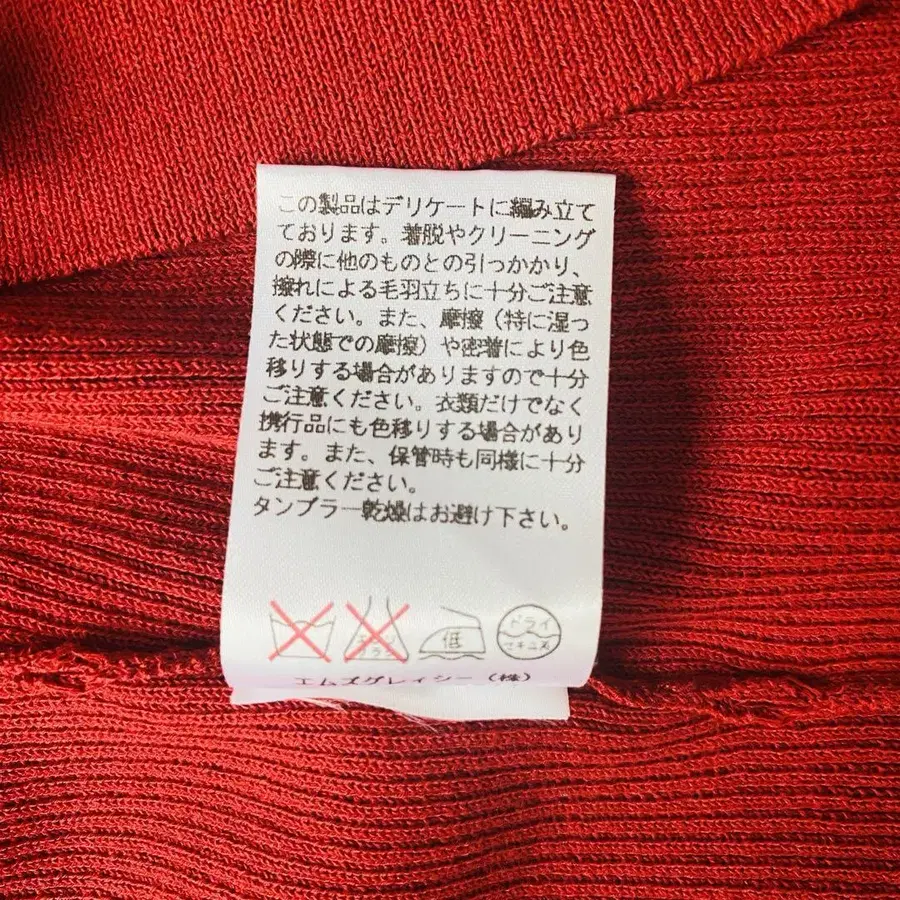 この製品はデリケートに編み立て
ております。着脱やクリーニング
の際に他のものとの引っかかり、
擦れによる毛羽立ちに十分ご注意
ください。また、摩擦（特に湿っ
た状態での摩擦）や密着により色
移りする場合がありますので十分
ご注意ください。衣類だけでなく
携行品にも色移りする場合があり
ます。また、保管時も同様に十分
ご注意ください。
タンブラー乾燥はお避け下さい。
低
ドライ
セキユ系
エムズグレイシー（株）